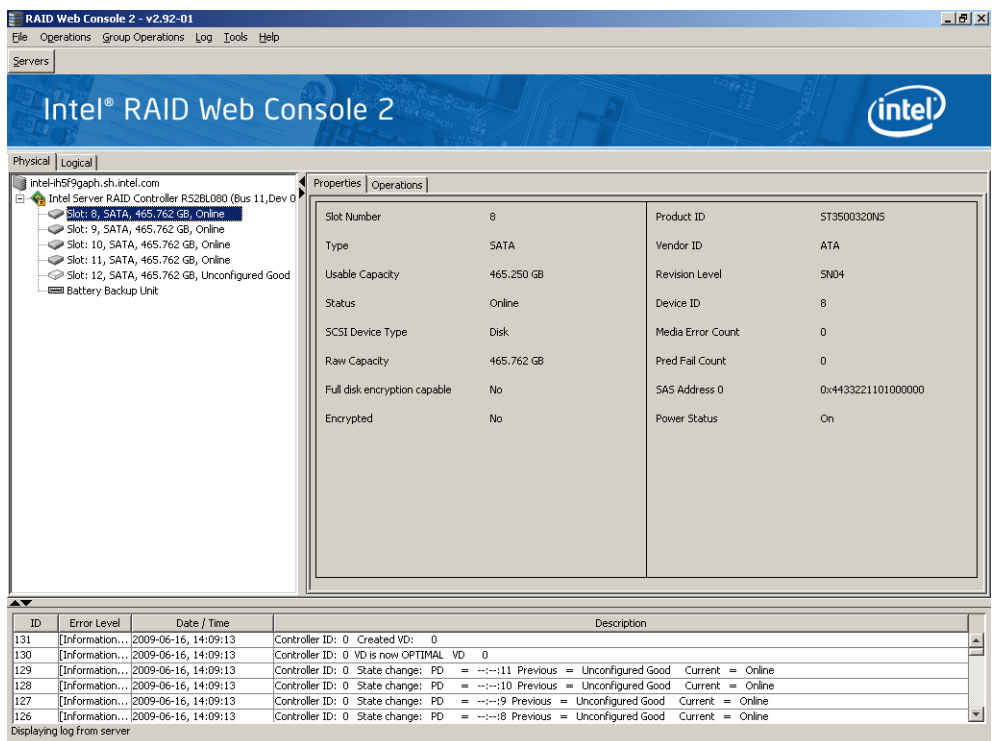 RAID Web Console 2 - v2.92-01
File Operations Group Operations Log Tools Help
Servers
Intel® RAID Web Console 2
intel
Physical Logical
intel-ih5f9gaph.sh.intel.com
Intel Server RAID Controller RS2BL080 (Bus 11,Dev 0
Slot: 8, SATA, 465.762 GB, Online
Slot: 9, SATA, 465.762 GB, Online
Slot: 10, SATA, 465.762 GB, Online
Slot: 11, SATA, 465.762 GB, Online
Slot: 12, SATA, 465.762 GB, Unconfigured Good
Battery Backup Unit
Properties Operations
Slot Number 8 Product ID ST3500320NS
Type SATA Vendor ID ATA
Usable Capacity 465.250 GB Revision Level SN04
Status Online Device ID 8
SCSI Device Type Disk Media Error Count 0
Raw Capacity 465.762 GB Pred Fail Count 0
Full disk encryption capable No SAS Address 0 0x4433221101000000
Encrypted No Power Status On
ID Error Level Date / Time Description
131 [Information... 2009-06-16, 14:09:13 Controller ID: 0 Created VD: 0
130 [Information... 2009-06-16, 14:09:13 Controller ID: 0 VD is now OPTIMAL VD 0
129 [Information... 2009-06-16, 14:09:13 Controller ID: 0 State change: PD = --:--:11 Previous = Unconfigured Good Current = Online
128 [Information... 2009-06-16, 14:09:13 Controller ID: 0 State change: PD = --:--:10 Previous = Unconfigured Good Current = Online
127 [Information... 2009-06-16, 14:09:13 Controller ID: 0 State change: PD = --:--:9 Previous = Unconfigured Good Current = Online
126 [Information... 2009-06-16, 14:09:13 Controller ID: 0 State change: PD = --:--:8 Previous = Unconfigured Good Current = Online
Displaying log from server